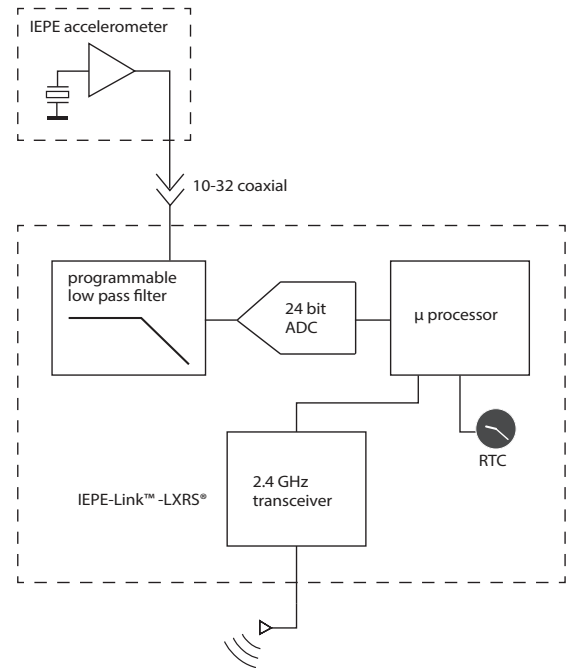 IEPE accelerometer
10-32 coaxial
programmable
low pass filter
24 bit
ADC
µ processor
RTC
2.4 GHz
transceiver
IEPE-Link™ -LXRS®